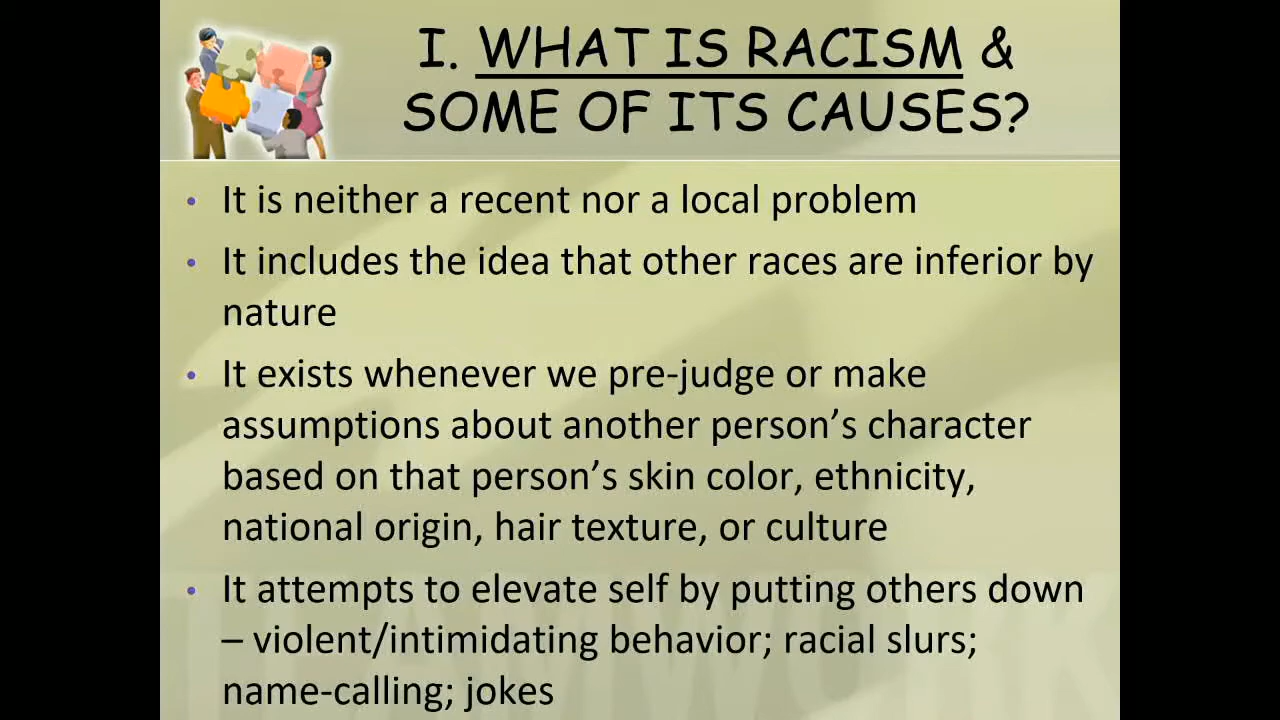 I. WHAT IS RACISM &
SOME OF ITS CAUSES?
• It is neither a recent nor a local problem
• It includes the idea that other races are inferior by
nature
• It exists whenever we pre-judge or make
assumptions about another person’s character
based on that person’s skin color, ethnicity,
national origin, hair texture, or culture
• It attempts to elevate self by putting others down
– violent/intimidating behavior; racial slurs;
name-calling; jokes
TEAMWORK